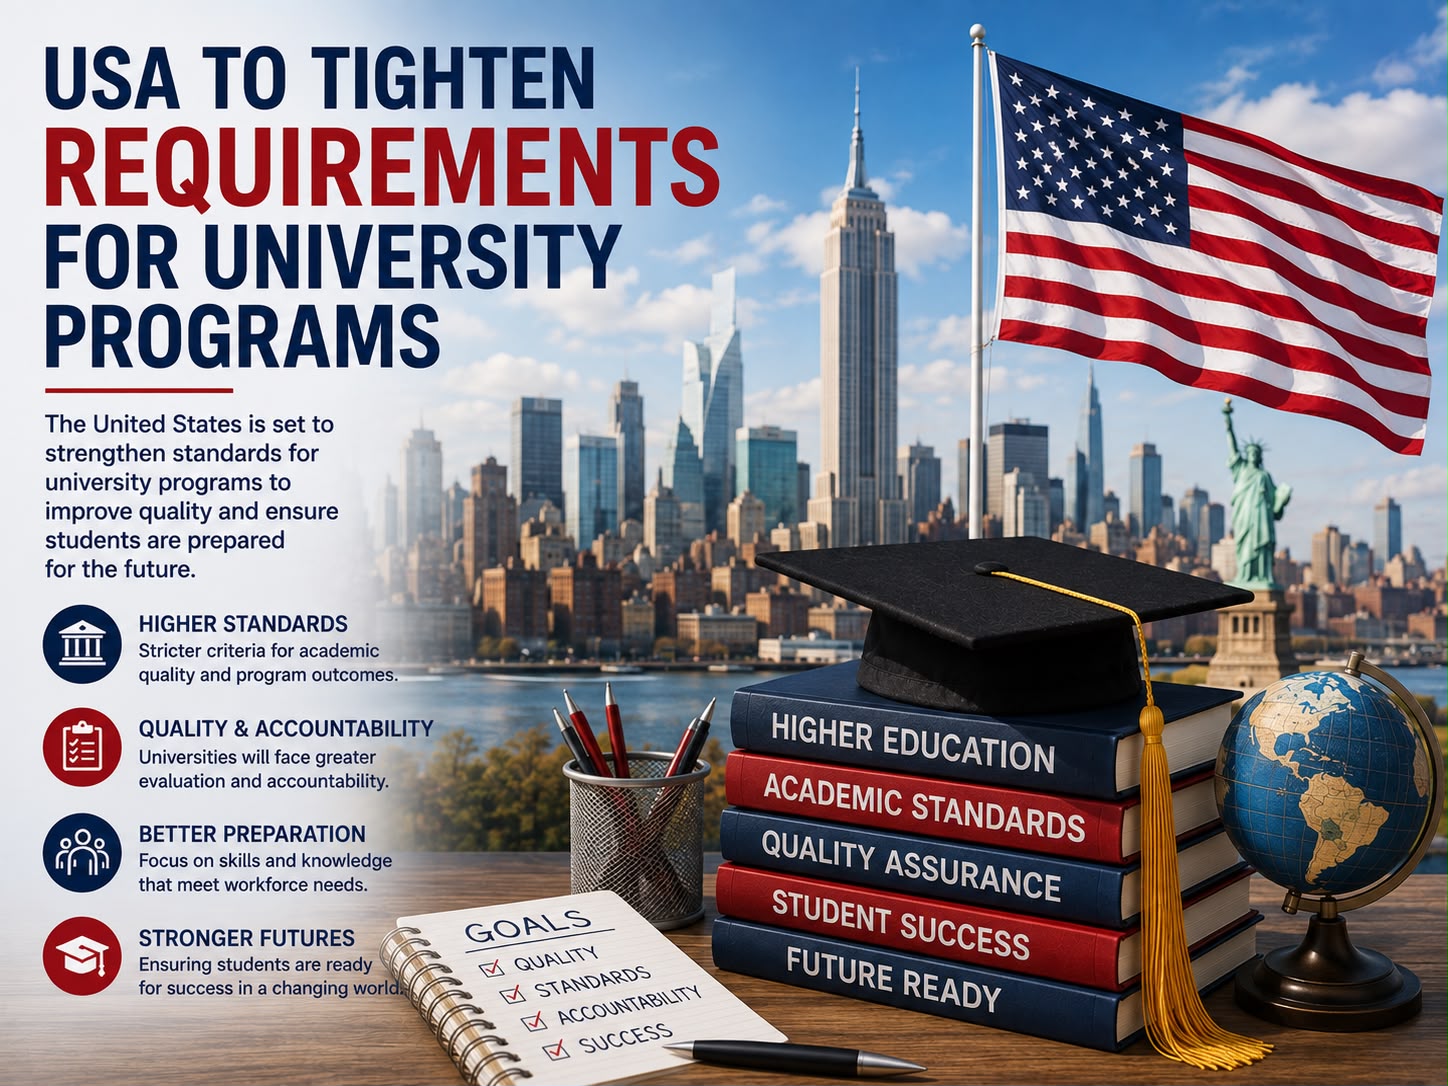 USA TO TIGHTEN
REQUIREMENTS
FOR UNIVERSITY
PROGRAMS
The United States is set to
strengthen standards for
university programs to
improve quality and ensure
students are prepared
for the future.
HIGHER STANDARDS
Stricter criteria for academic
quality and program outcomes.
QUALITY & ACCOUNTABILITY
Universities will face greater
evaluation and accountability.
BETTER PREPARATION
Focus on skills and knowledge
that meet workforce needs.
STRONGER FUTURES
Ensuring students are ready
for success in a changing world.
GOALS
QUALITY
STANDARDS
ACCOUNTABILITY
SUCCESS
HIGHER EDUCATION
ACADEMIC STANDARDS
QUALITY ASSURANCE
STUDENT SUCCESS
FUTURE READY